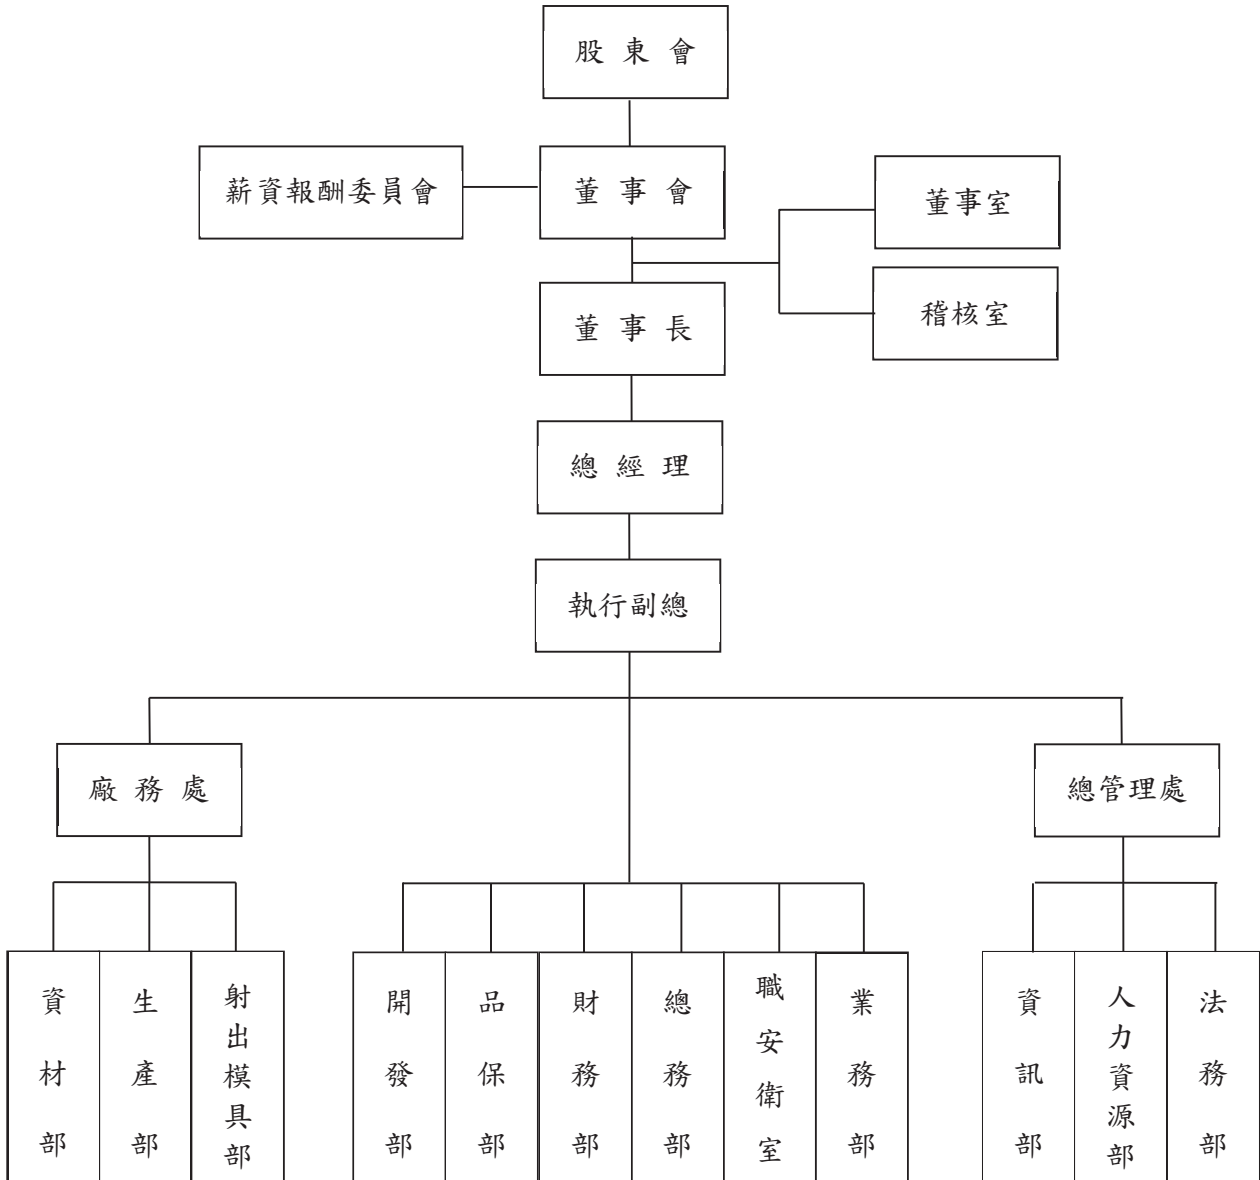 股東會
薪資報酬委員會
董事會
董事室
稽核室
董事長
總經理
執行副總
廠務處
總管理處
資材部
生產部
射出模具部
開發部
品保部
財務部
總務部
職安衛室
業務部
資訊部
人力資源部
法務部